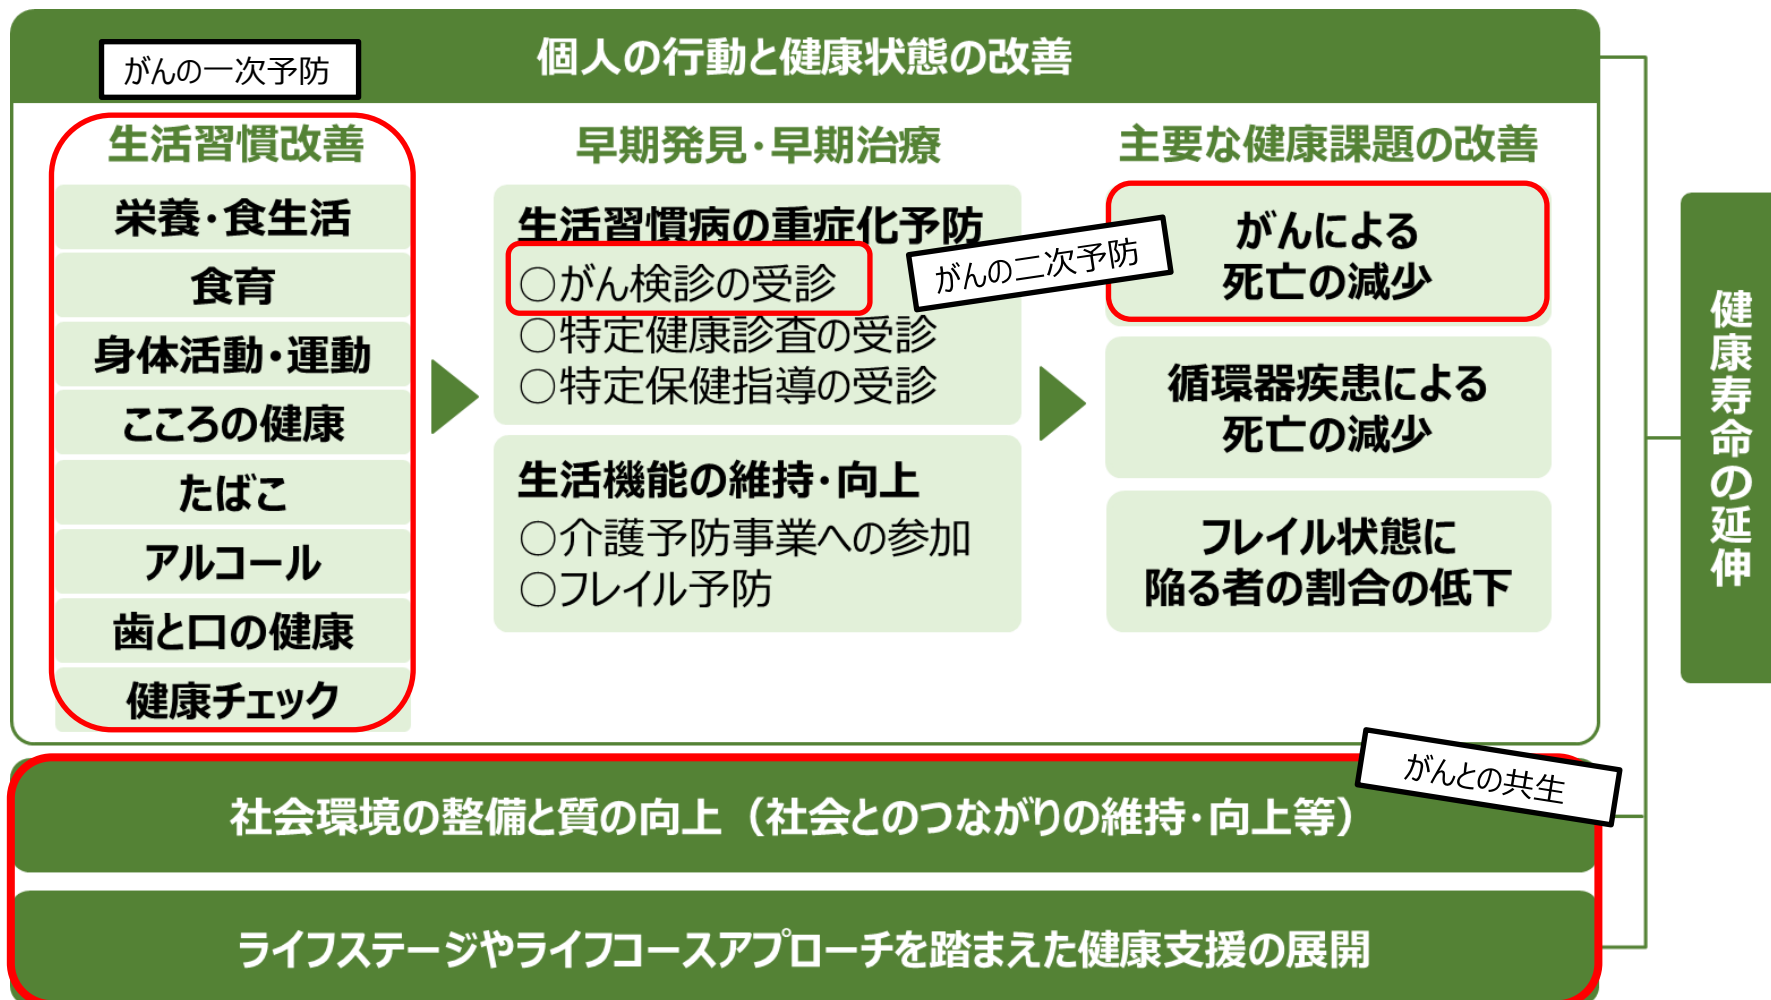 個人の行動と健康状態の改善
がんの一次予防
生活習慣改善
栄養・食生活
食育
身体活動・運動
こころの健康
たばこ
アルコール
歯と口の健康
健康チェック
早期発見・早期治療
生活習慣病の重症化予防
○がん検診の受診
○特定健康診査の受診
○特定保健指導の受診
がんの二次予防
生活機能の維持・向上
○介護予防事業への参加
○フレイル予防
主要な健康課題の改善
がんによる
死亡の減少
循環器疾患による
死亡の減少
フレイル状態に
陥る者の割合の低下
健康寿命の延伸
がんとの共生
社会環境の整備と質の向上（社会とのつながりの維持・向上等）
ライフステージやライフコースアプローチを踏まえた健康支援の展開